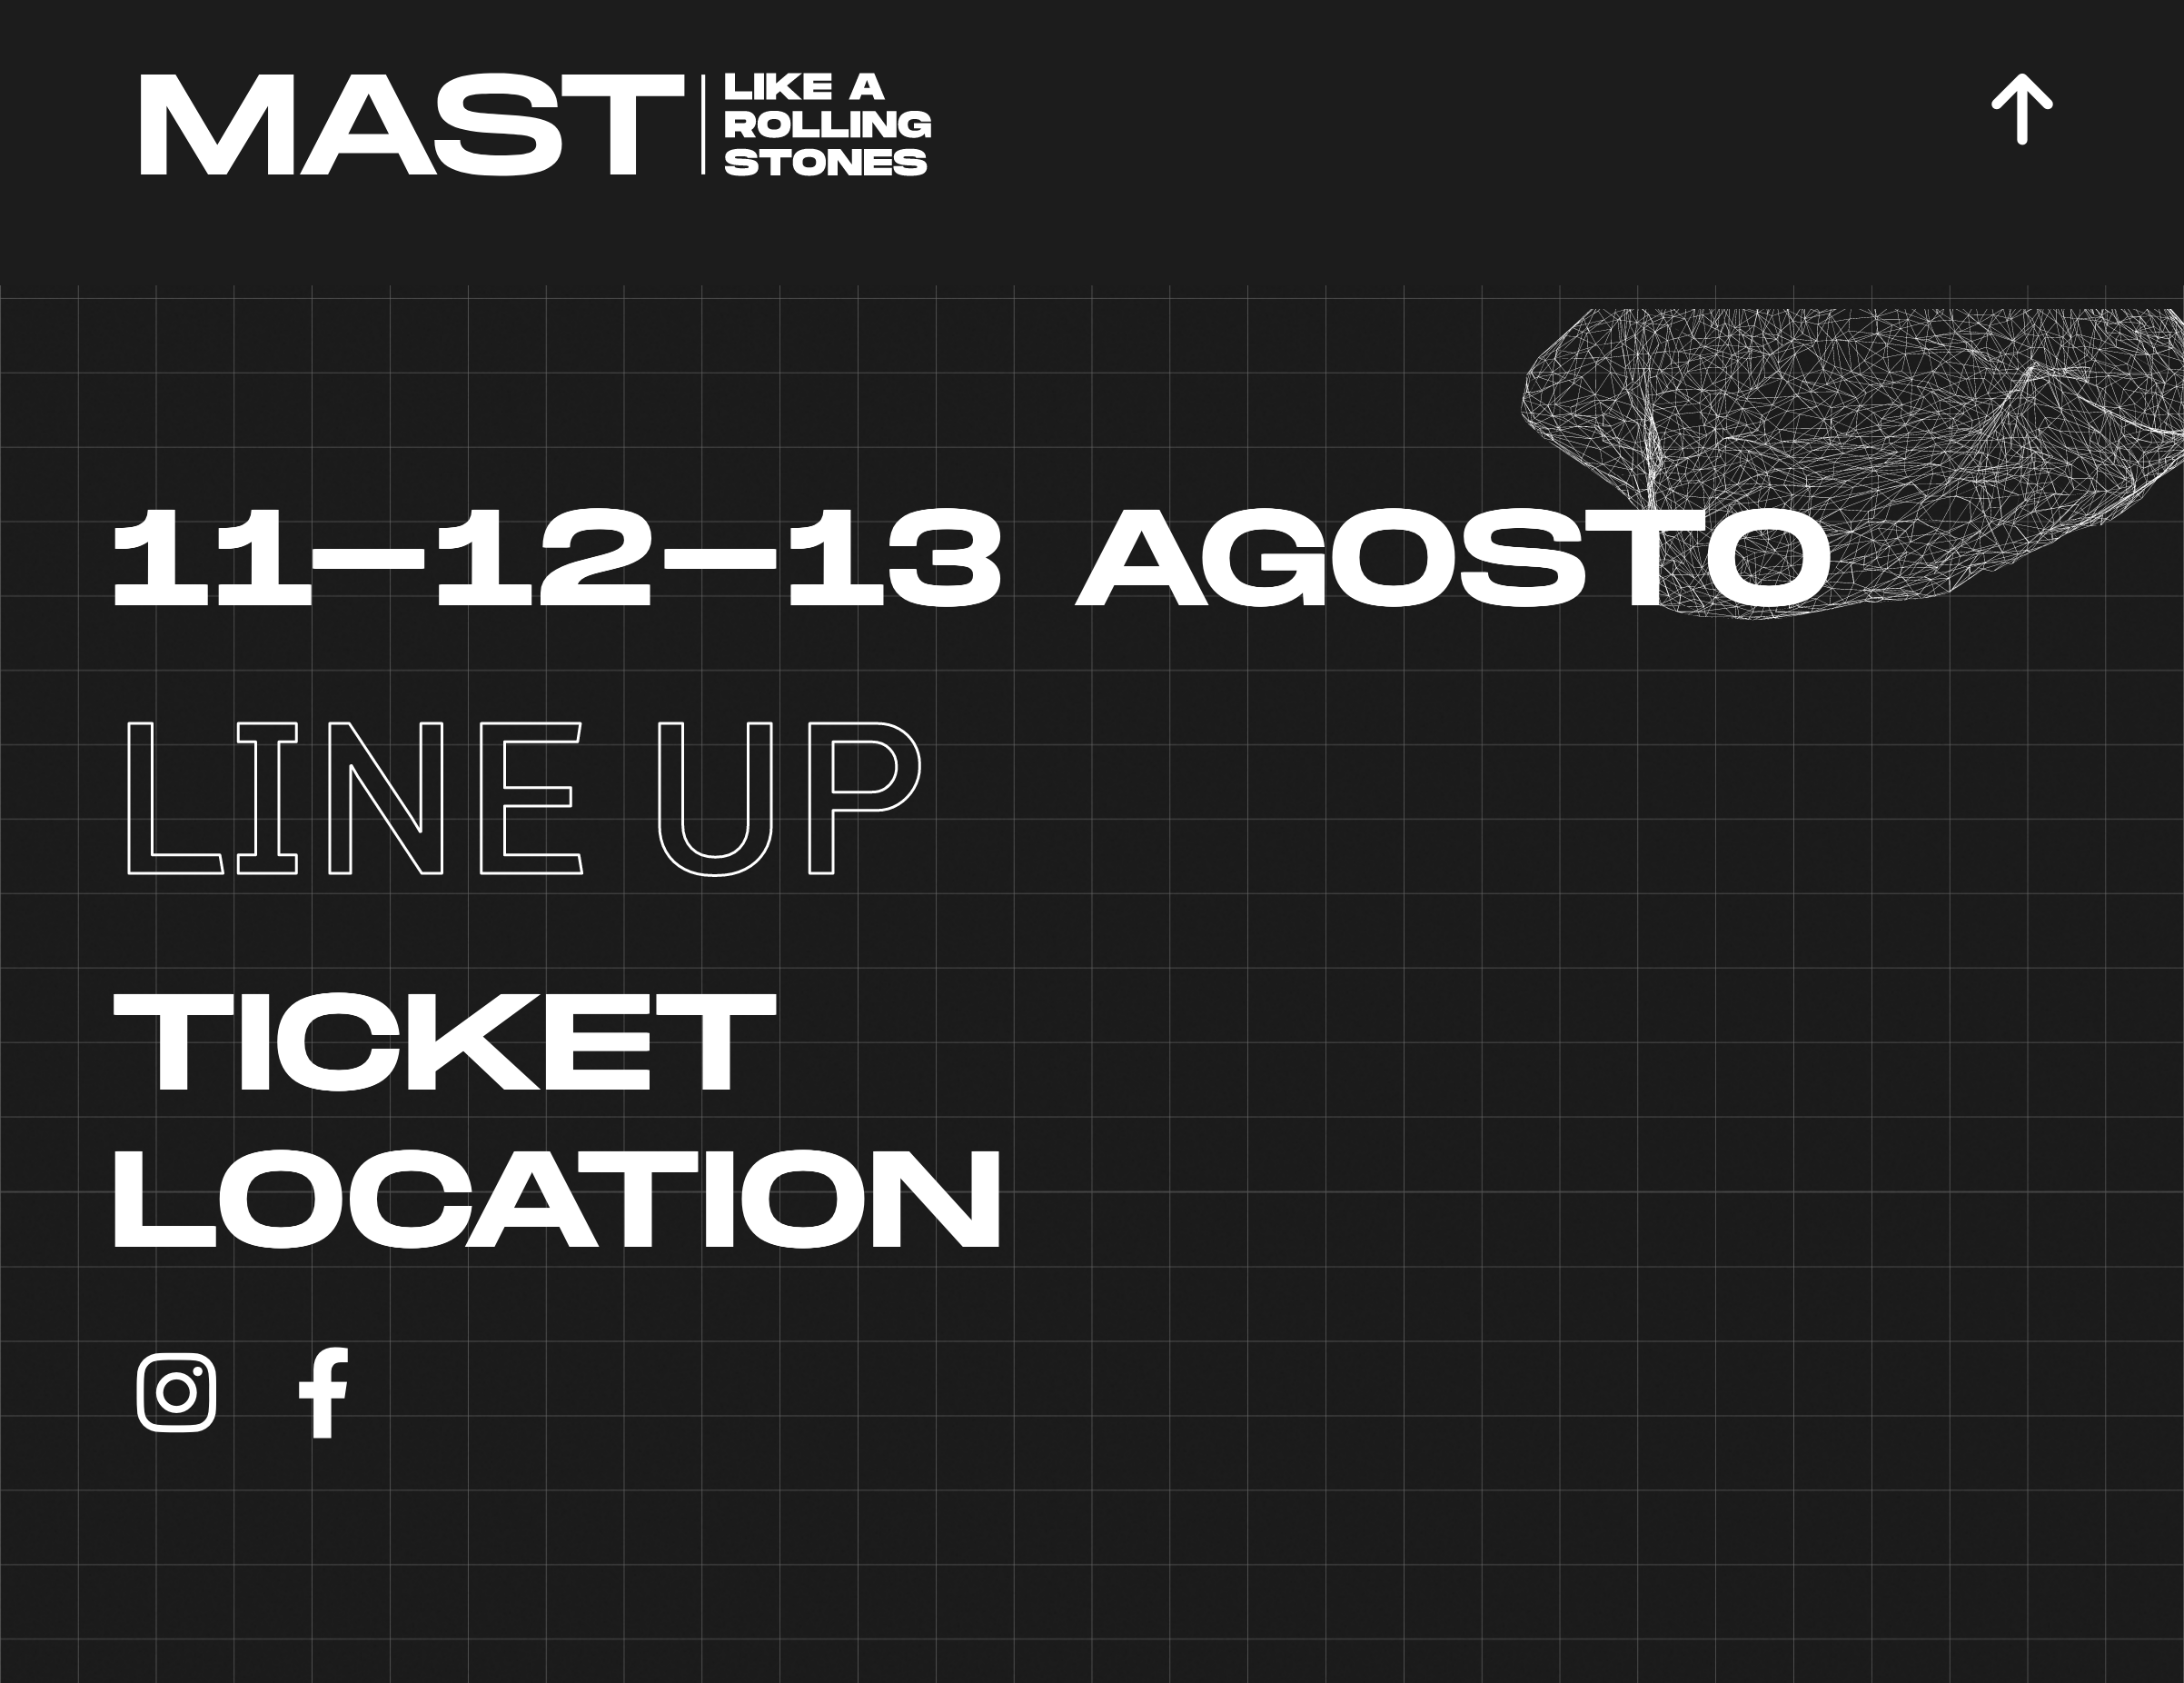 MAST
LIKE A
ROLLING
STONES
11—12—13 AGOSTO
LINE UP
TICKET
LOCATION